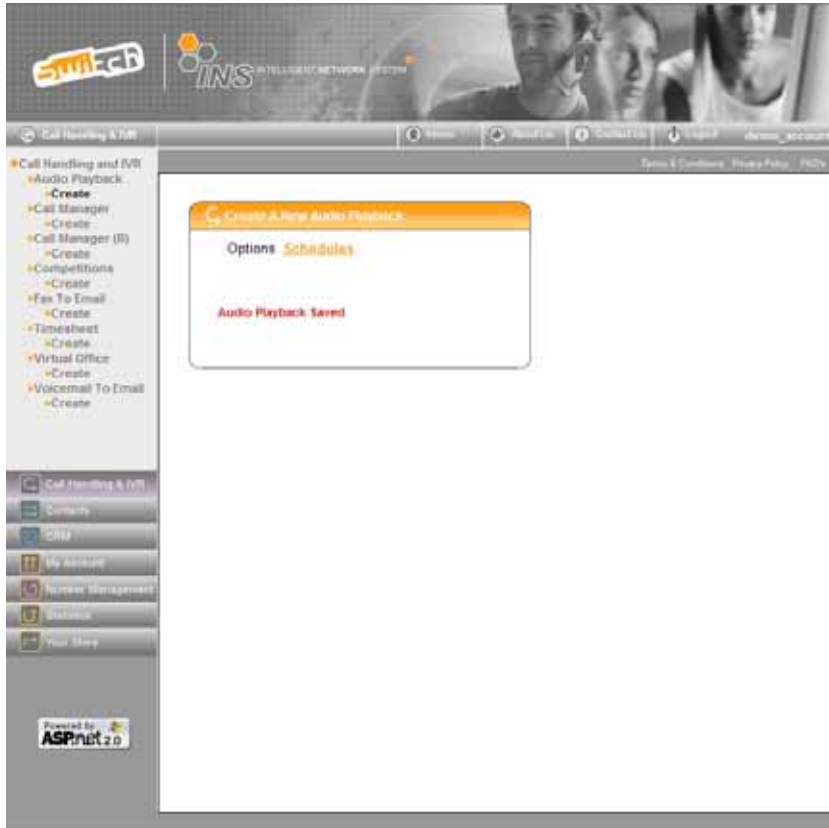 switch
INS INTELLIGENT NETWORK SYSTEM
Call Handling & IVR
Home
About Us
Contact Us
Logout
demo_account
Terms & Conditions Privacy Policy FAQ's
Call Handling and IVR
Audio Playback
Create
Call Manager
Create
Call Manager (R)
Create
Competitions
Create
Fax To Email
Create
Timesheet
Create
Virtual Office
Create
Voicemail To Email
Create
Create A New Audio Playback
Options Schedules
Audio Playback Saved
Call Handling & IVR
Contacts
CRM
My Account
Number Management
Statistics
Your Store
Powered by
ASP.net 2.0